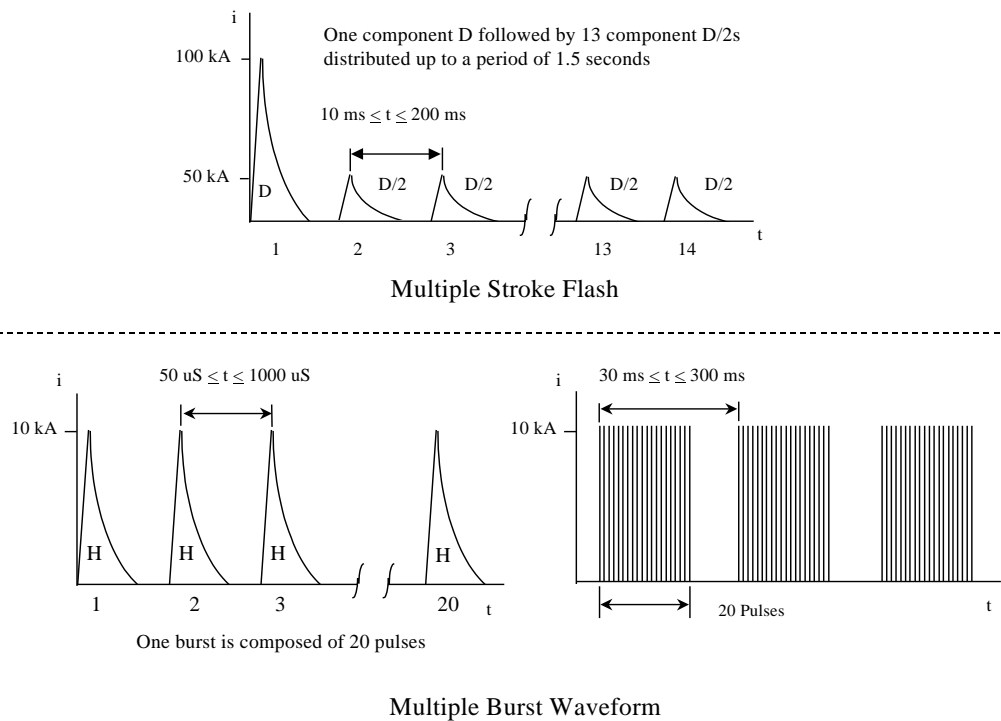 i
One component D followed by 13 component D/2s
distributed up to a period of 1.5 seconds
100 kA
10 ms ≤ t ≤ 200 ms
50 kA
D
D/2
D/2
D/2
D/2
1
2
3
13
14
t
Multiple Stroke Flash
50 uS ≤ t ≤ 1000 uS
i
10 kA
H
H
H
H
1
2
3
20
t
One burst is composed of 20 pulses
30 ms ≤ t ≤ 300 ms
i
10 kA
20 Pulses
t
Multiple Burst Waveform